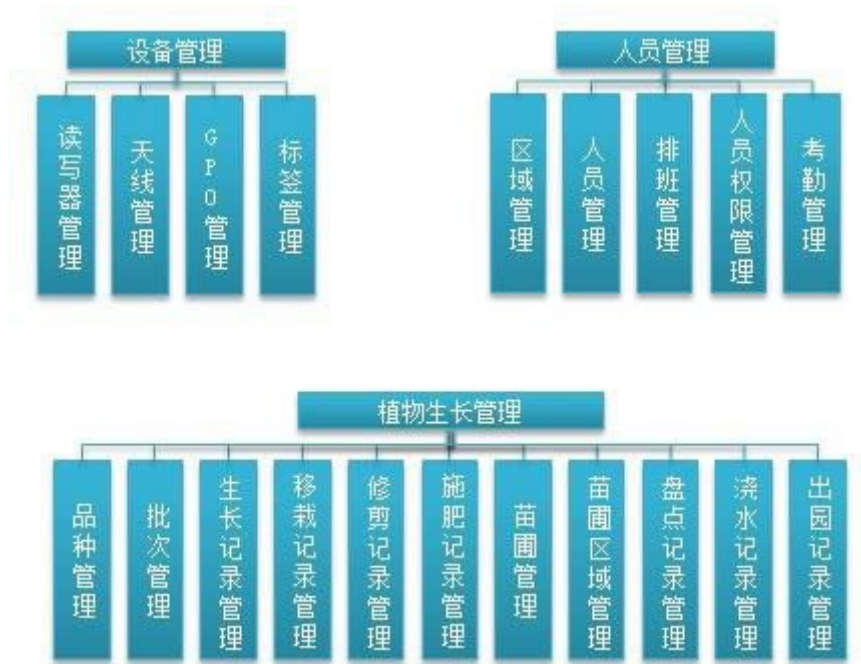 设备管理
读写器管理
天线管理
GPO管理
标签管理
人员管理
区域管理
人员管理
排班管理
人员权限管理
考勤管理
植物生长管理
品种管理
批次管理
生长记录管理
移栽记录管理
修剪记录管理
施肥记录管理
苗圃管理
苗圃区域管理
盘点记录管理
浇水记录管理
出园记录管理